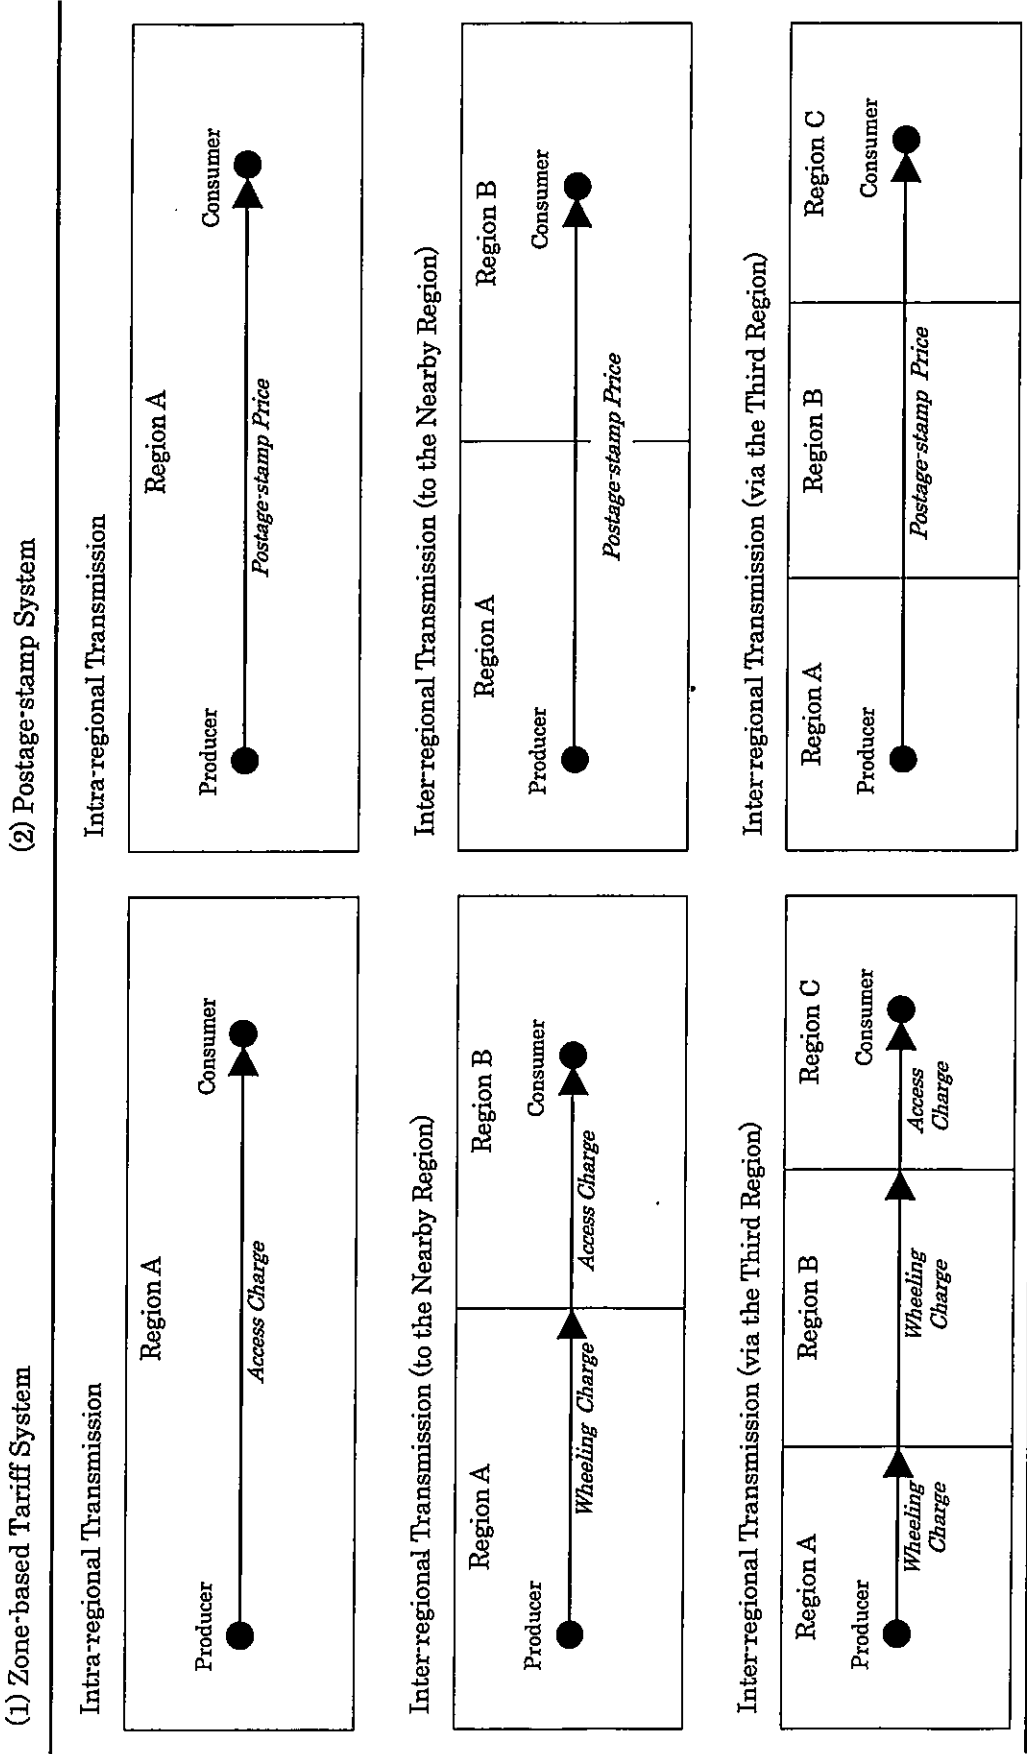 (1) Zone-based Tariff System
(2) Postage-stamp System
Intra-regional Transmission
Region A
Producer
Consumer
Access Charge
Intra-regional Transmission
Region A
Producer
Consumer
Postage-stamp Price
Inter-regional Transmission (to the Nearby Region)
Region A
Region B
Producer
Consumer
Wheeling Charge
Access Charge
Inter-regional Transmission (to the Nearby Region)
Region A
Region B
Producer
Consumer
Postage-stamp Price
Inter-regional Transmission (via the Third Region)
Region A
Region B
Region C
Producer
Consumer
Wheeling
Charge
Wheeling
Charge
Access
Charge
Inter-regional Transmission (via the Third Region)
Region A
Region B
Region C
Producer
Consumer
Postage-stamp Price